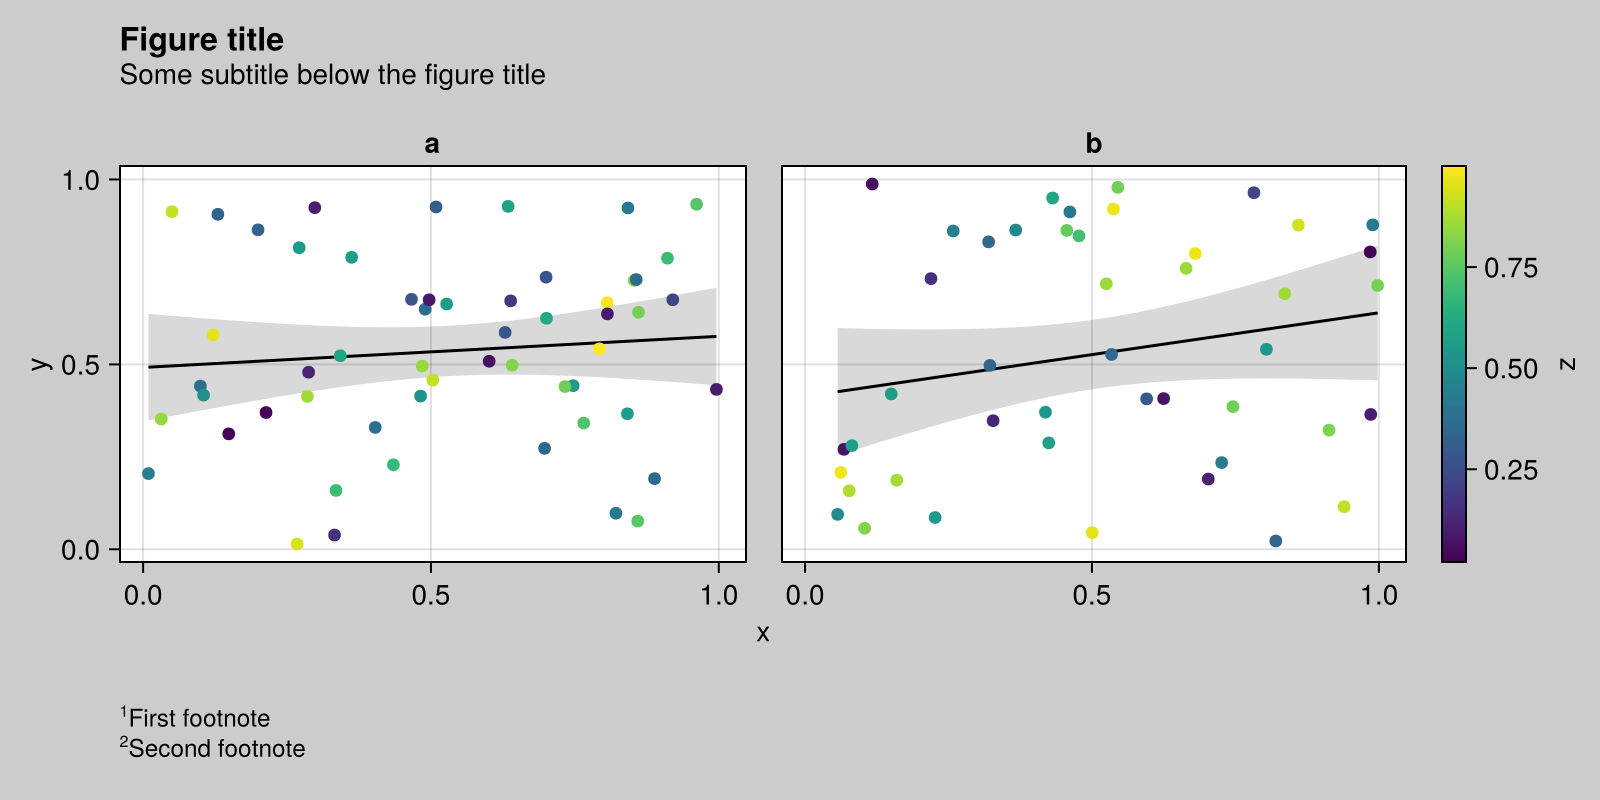 Figure title
Some subtitle below the figure title
a
b
1.0
0.5
0.0
y
0.0
0.5
1.0
0.0
0.5
1.0
x
0.75
0.50
0.25
z
¹First footnote
²Second footnote